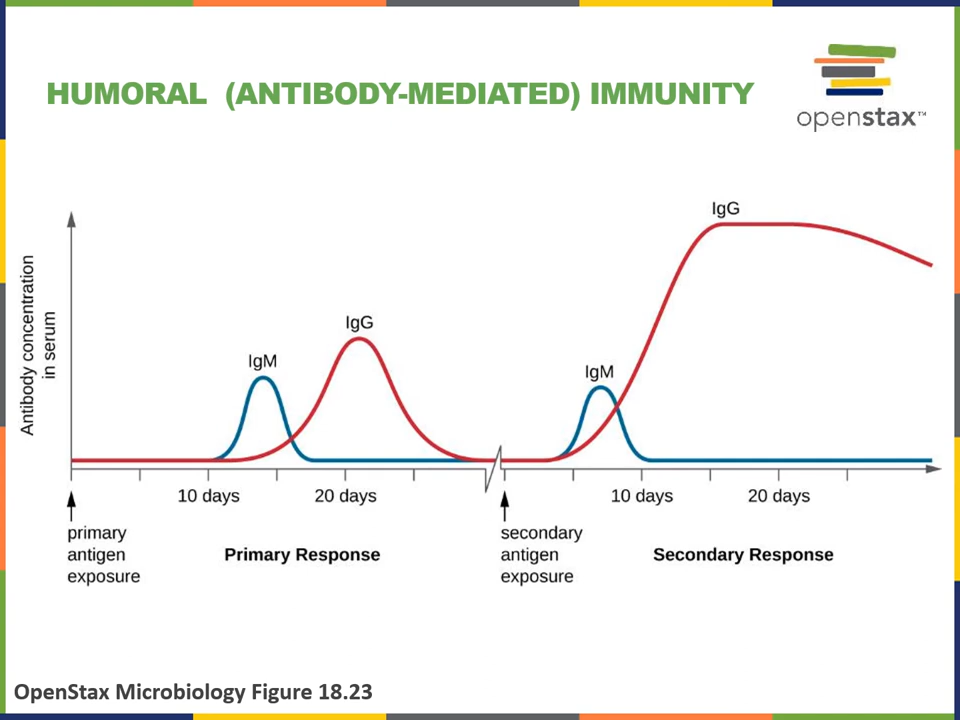 HUMORAL (ANTIBODY-MEDIATED) IMMUNITY
openstax™
Antibody concentration
in serum
IgM
IgG
IgM
IgG
10 days
20 days
10 days
20 days
primary
antigen
exposure
Primary Response
secondary
antigen
exposure
Secondary Response
OpenStax Microbiology Figure 18.23